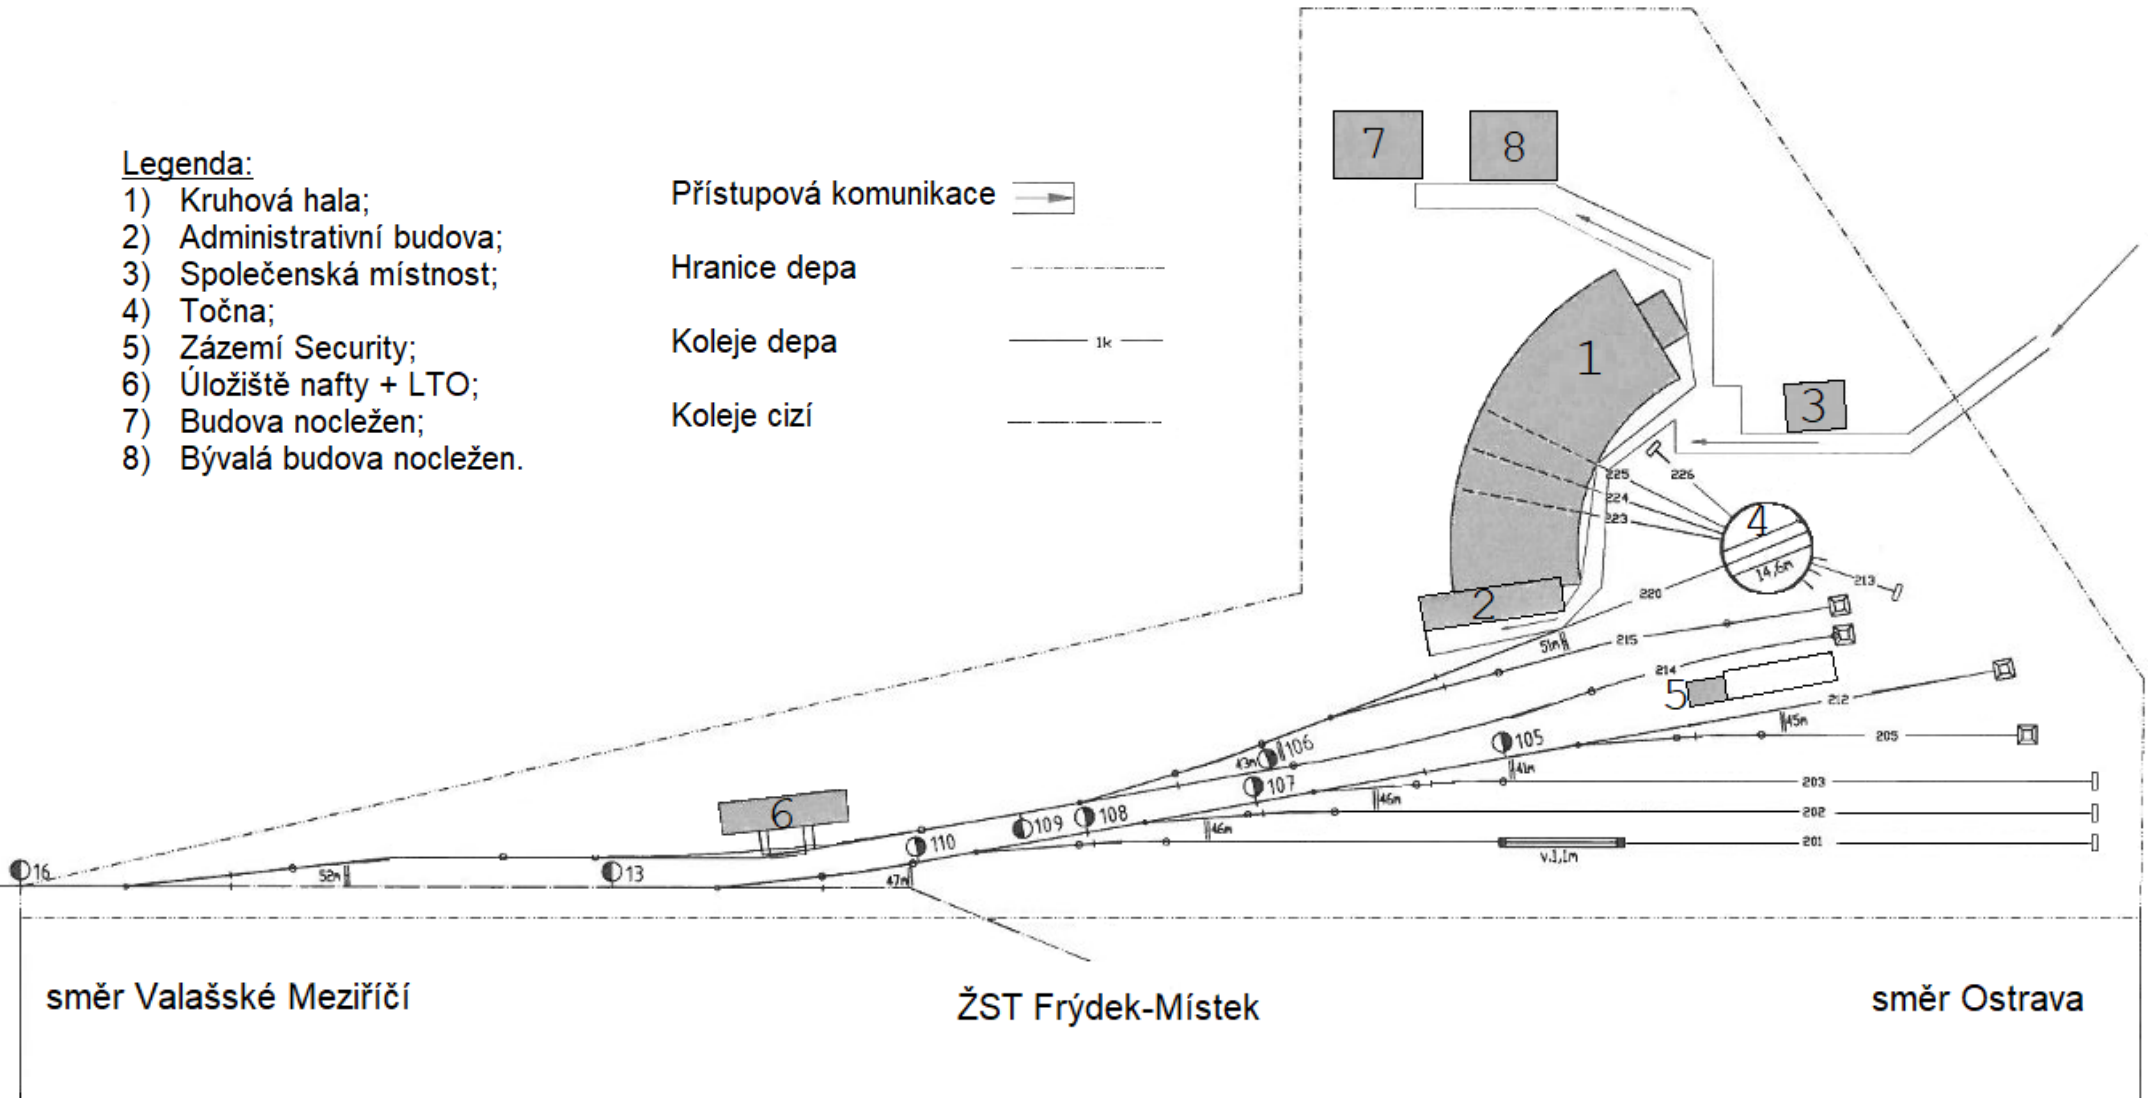 Legenda:
1) Kruhová hala;
2) Administrativní budova;
3) Společenská místnost;
4) Točna;
5) Zázemí Security;
6) Úložiště nafty + LTO;
7) Budova nocležen;
8) Bývalá budova nocležen.
Přístupová komunikace
Hranice depa
Koleje depa 1k
Koleje cizí
7
8
1
3
225
226
224
223
4
14,6m
213
2
220
51m
215
214
5
212
45m
205
105
41m
106
43m
107
203
46m
202
46m
201
v.1,1m
6
109
108
110
47m
13
52m
16
směr Valašské Meziříčí
ŽST Frýdek-Místek
směr Ostrava